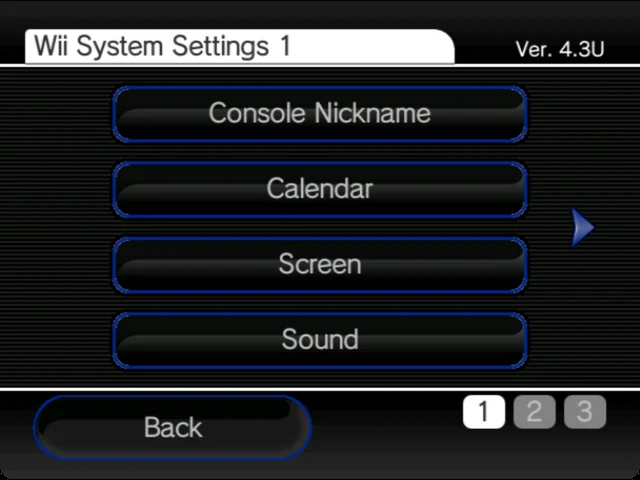 Wii System Settings 1
Ver. 4.3U
Console Nickname
Calendar
Screen
Sound
Back
1 2 3